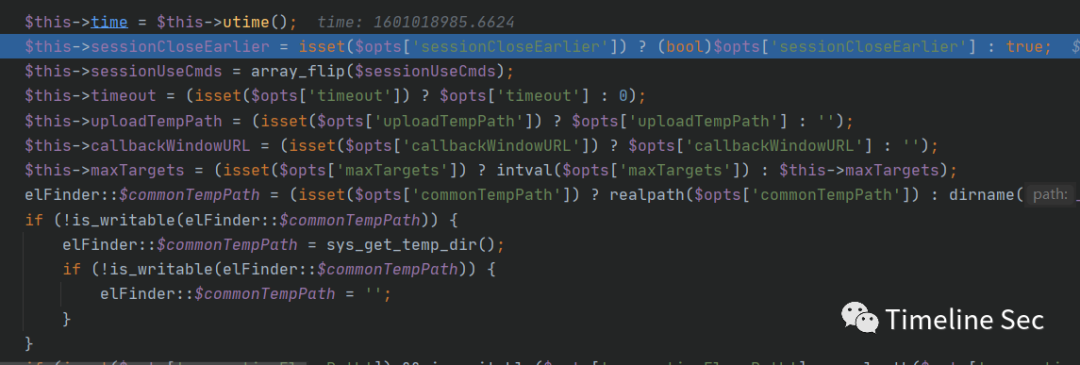 $this->time = $this->utime(); time: 1601018985.6624
$this->sessionCloseEarlier = isset($opts['sessionCloseEarlier']) ? (bool)$opts['sessionCloseEarlier'] : true; $
$this->sessionUseCmds = array_flip($sessionUseCmds);
$this->timeout = (isset($opts['timeout']) ? $opts['timeout'] : 0);
$this->uploadTempPath = (isset($opts['uploadTempPath']) ? $opts['uploadTempPath'] : '');
$this->callbackWindowURL = (isset($opts['callbackWindowURL']) ? $opts['callbackWindowURL'] : '');
$this->maxTargets = (isset($opts['maxTargets']) ? intval($opts['maxTargets']) : $this->maxTargets);
elFinder::$commonTempPath = (isset($opts['commonTempPath']) ? realpath($opts['commonTempPath']) : dirname( path:
if (!is_writable(elFinder::$commonTempPath)) {
elFinder::$commonTempPath = sys_get_temp_dir();
if (!is_writable(elFinder::$commonTempPath)) {
elFinder::$commonTempPath = '';
}
}
Timeline Sec